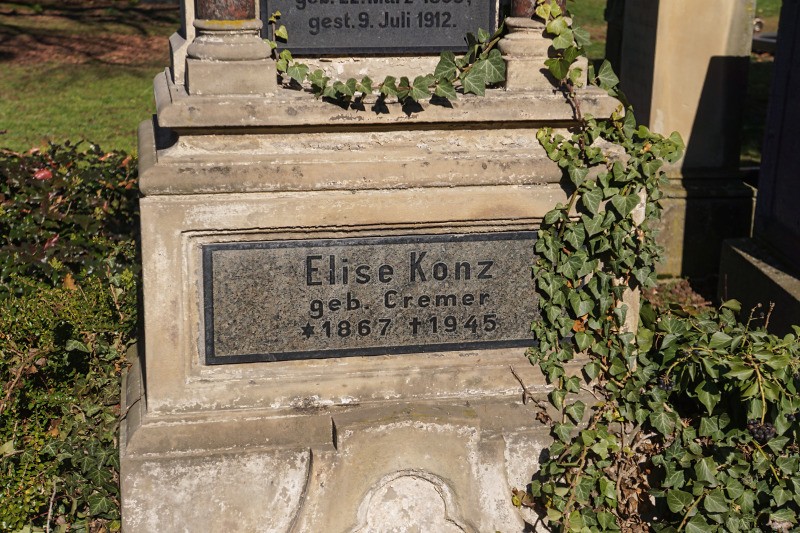 gest. 9. Juli 1912.
Elise Konz
geb. Cremer
* 1867 † 1945